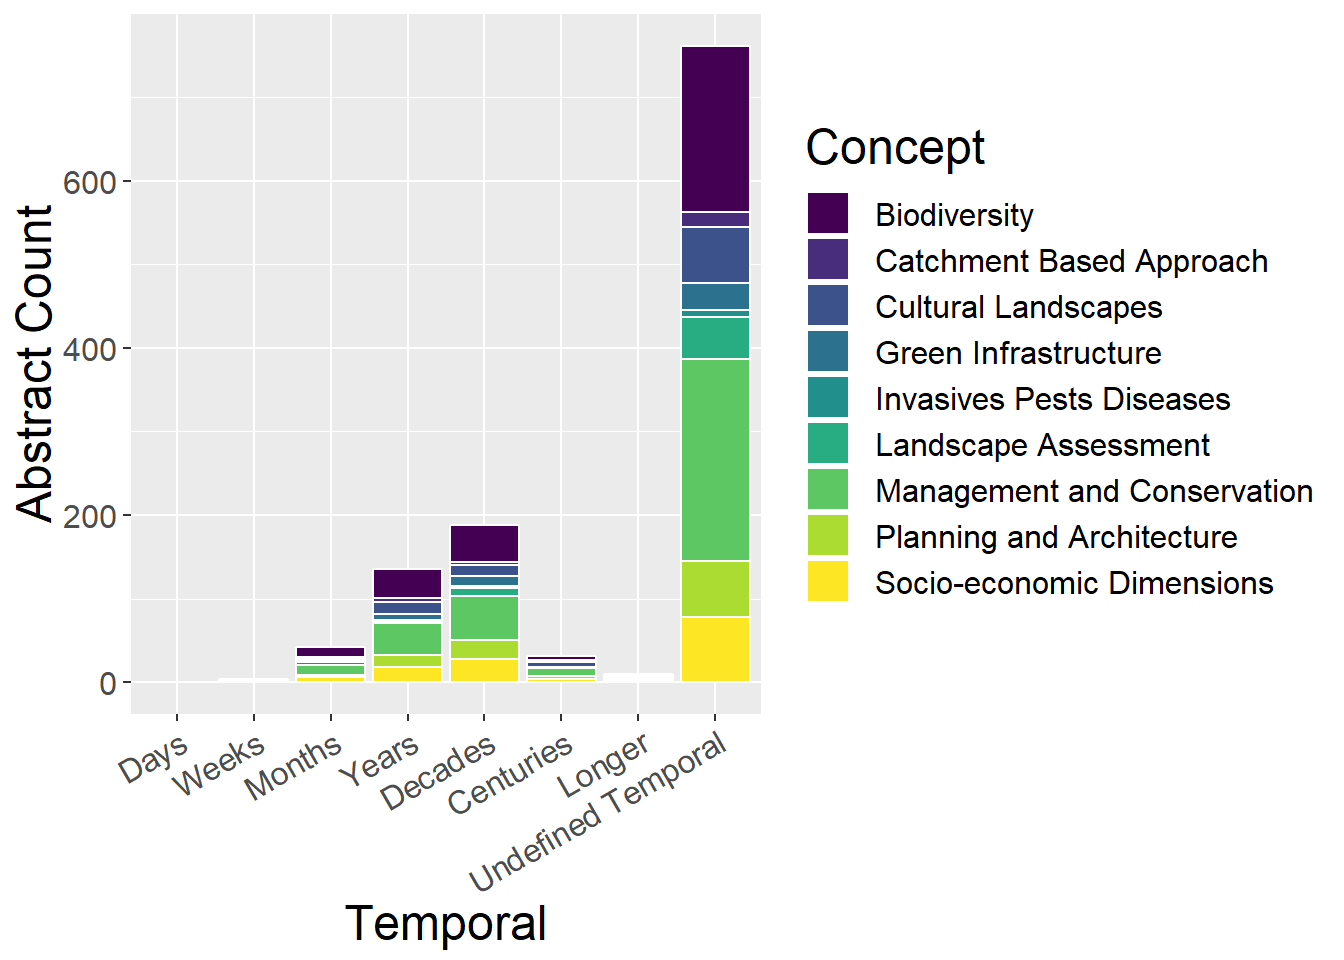 Abstract Count
600
400
200
0
Days
Weeks
Months
Years
Decades
Centuries
Longer
Undefined Temporal
Temporal
Concept
Biodiversity
Catchment Based Approach
Cultural Landscapes
Green Infrastructure
Invasives Pests Diseases
Landscape Assessment
Management and Conservation
Planning and Architecture
Socio-economic Dimensions